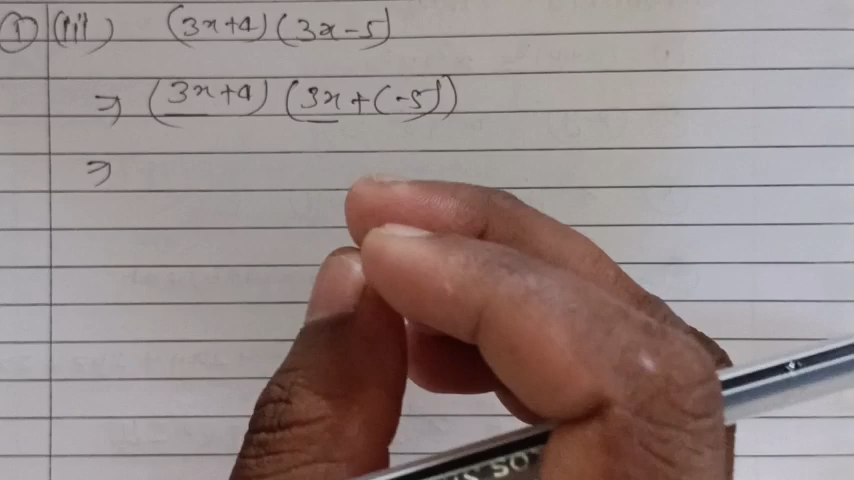 ① (iii) (3x+4)(3x-5)
⇒ (3x+4) (3x+(-5))
⇒